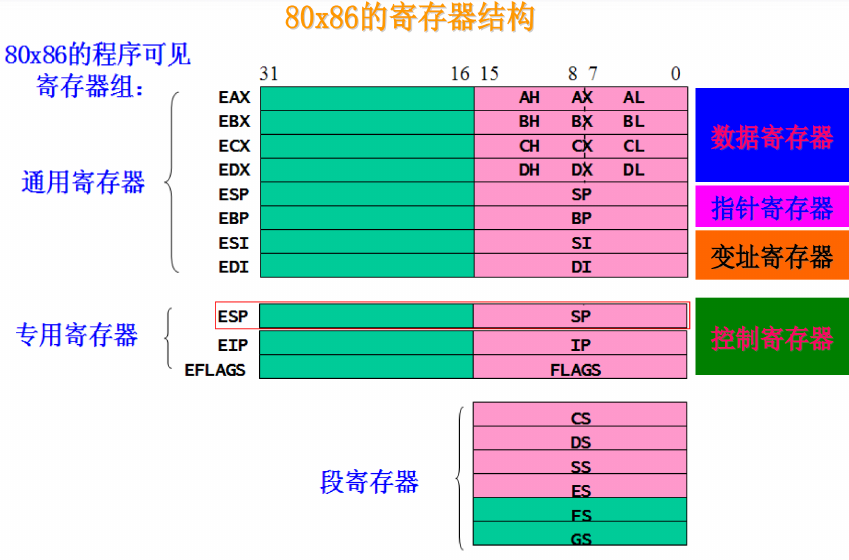 80x86的寄存器结构
80x86的程序可见
寄存器组：
31 16 15 8 7 0
EAX AH AX AL
EBX BH BX BL
ECX CH CX CL
EDX DH DX DL
ESP SP
EBP BP
ESI SI
EDI DI
通用寄存器
数据寄存器
指针寄存器
变址寄存器
专用寄存器
ESP SP
EIP IP
EFLAGS FLAGS
控制寄存器
段寄存器
CS
DS
SS
ES
FS
GS